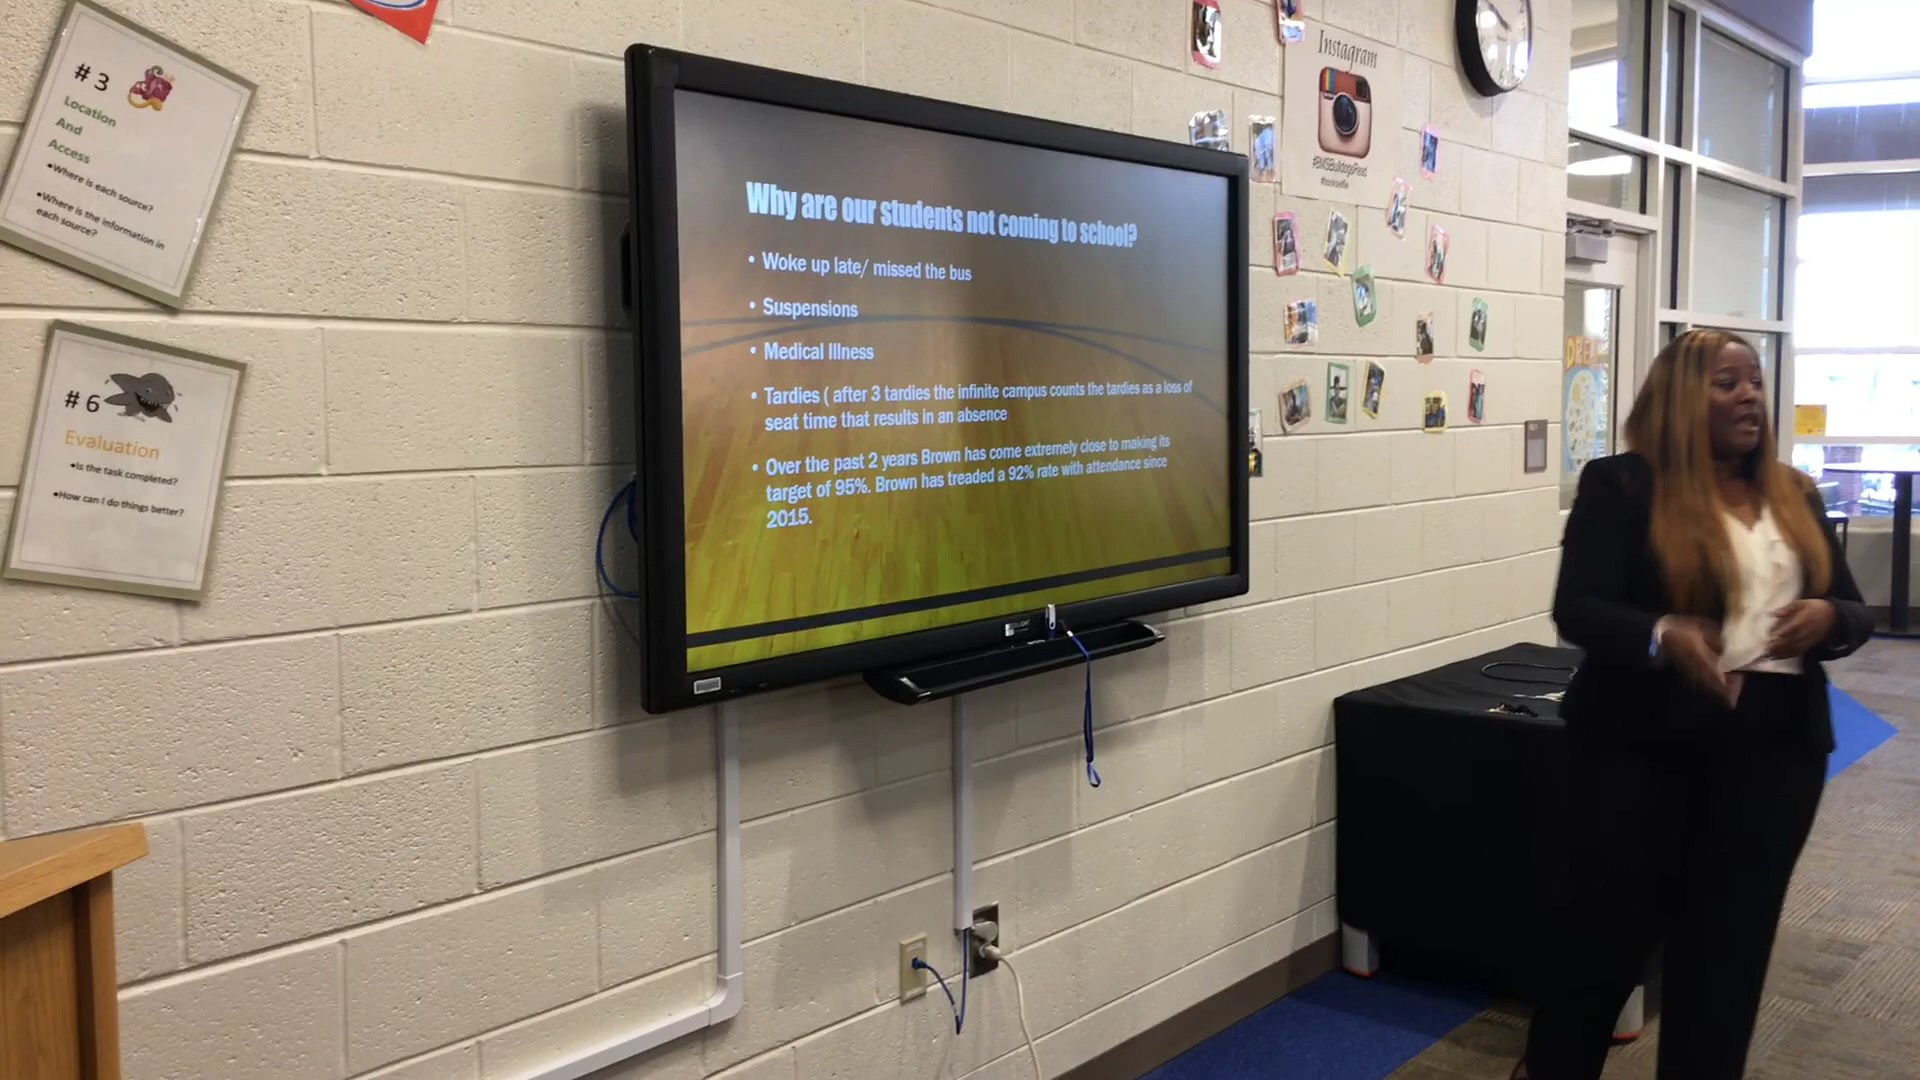 # 3
Location
And
Access
•Where is each source?
•Where is the information in
each source?
# 6
Evaluation
•Is the task completed?
•How can I do things better?
Why are our students not coming to school?
• Woke up late/ missed the bus
• Suspensions
• Medical Illness
• Tardies ( after 3 tardies the infinite campus counts the tardies as a loss of
seat time that results in an absence
• Over the past 2 years Brown has come extremely close to making its
target of 95%. Brown has treaded a 92% rate with attendance since
2015.
Instagram
#BMSBulldogsRead
#bookselfie